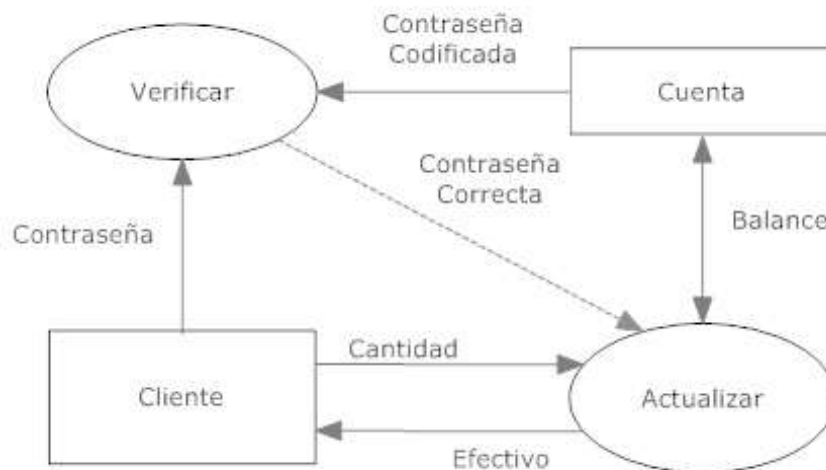 Contraseña
Codificada
Verificar
Cuenta
Contraseña
Correcta
Contraseña
Balance
Cantidad
Cliente
Actualizar
Efectivo